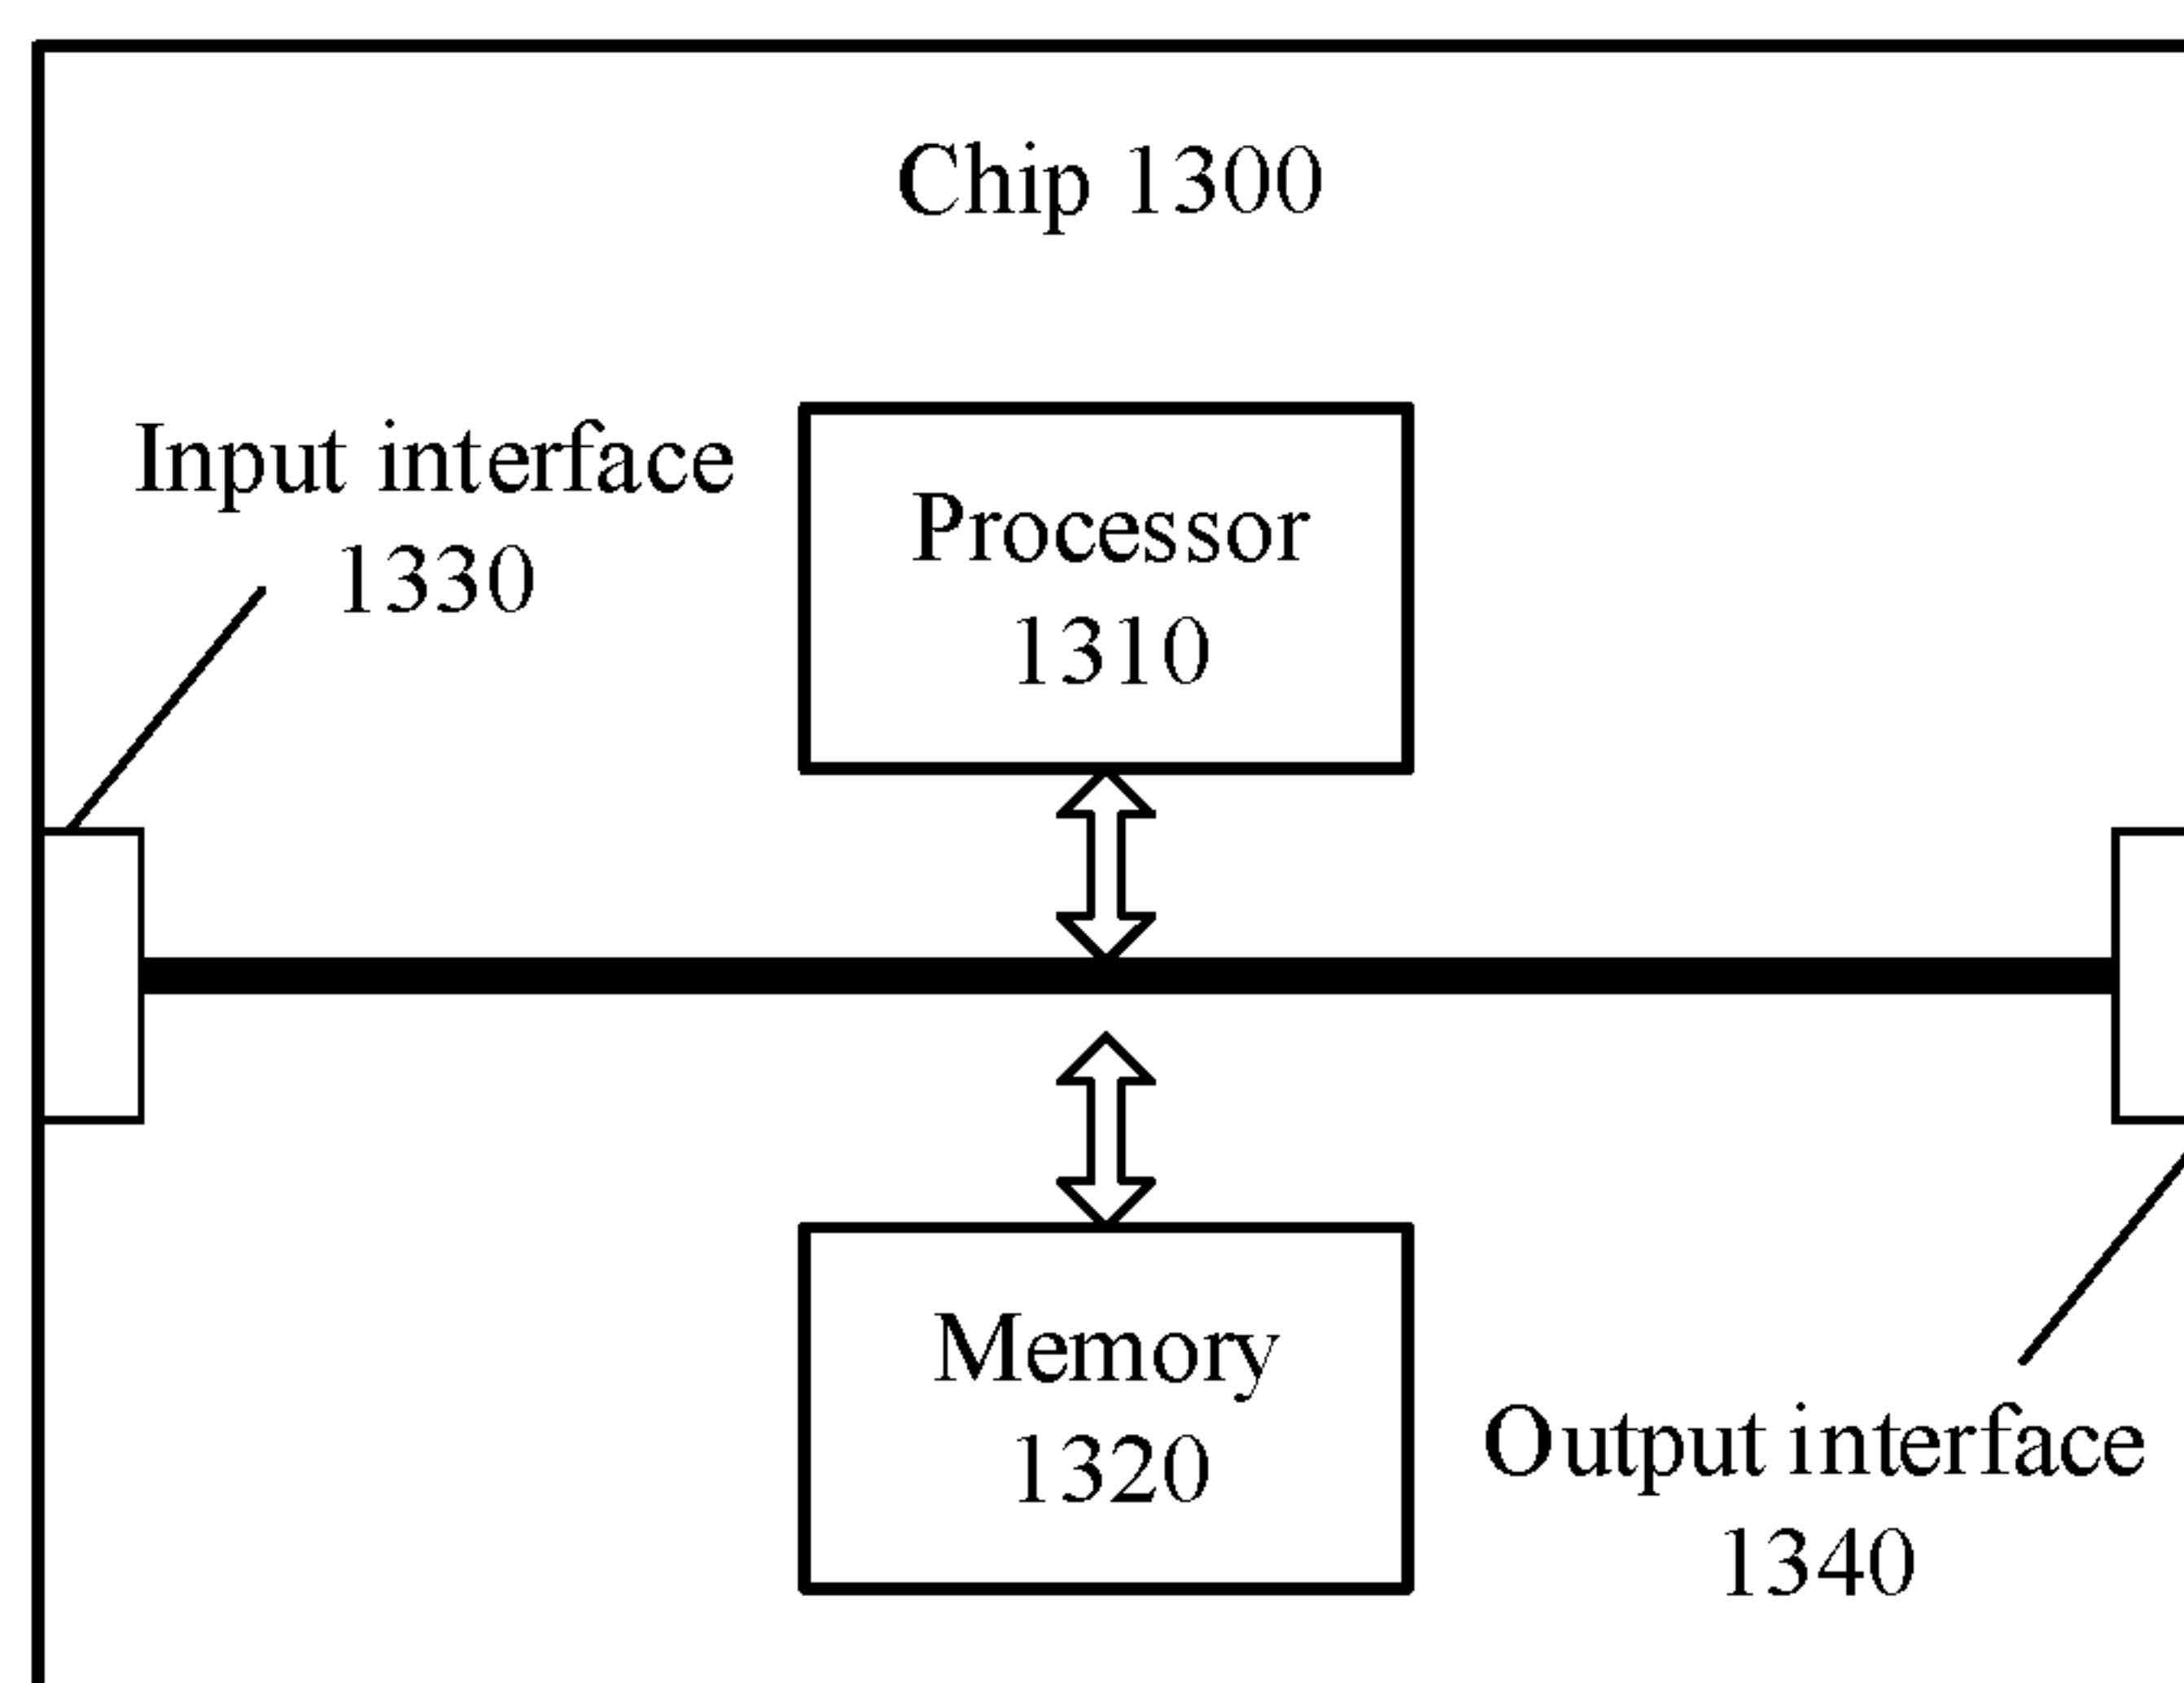 Chip 1300
Input interface
1330
Processor
1310
Memory
1320
Output interface
1340